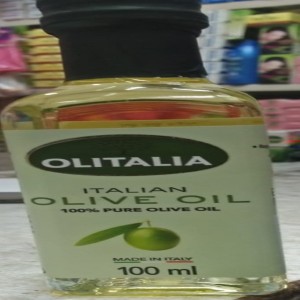 OLITALIA
ITALIAN
OLIVE OIL
100% PURE OLIVE OIL
MADE IN ITALY
100 ml